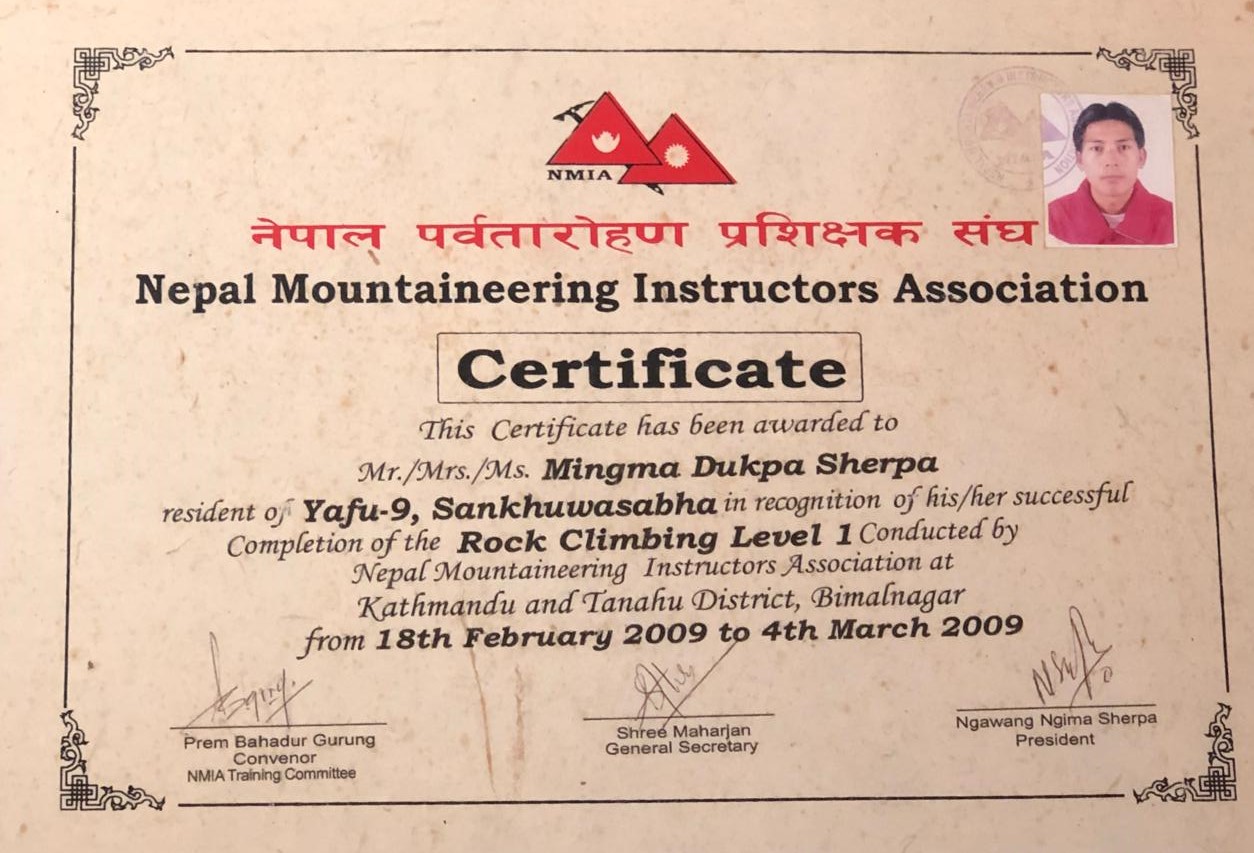 NMIA
नेपाल पर्वतारोहण प्रशिक्षक संघ
Nepal Mountaineering Instructors Association
Certificate
This Certificate has been awarded to
Mr./Mrs./Ms. Mingma Dukpa Sherpa
resident of Yafu-9, Sankhuwasabha in recognition of his/her successful
Completion of the Rock Climbing Level 1 Conducted by
Nepal Mountaineering Instructors Association at
Kathmandu and Tanahu District, Bimalnagar
from 18th February 2009 to 4th March 2009
Prem Bahadur Gurung
Convenor
NMIA Training Committee
Shree Maharjan
General Secretary
Ngawang Ngima Sherpa
President